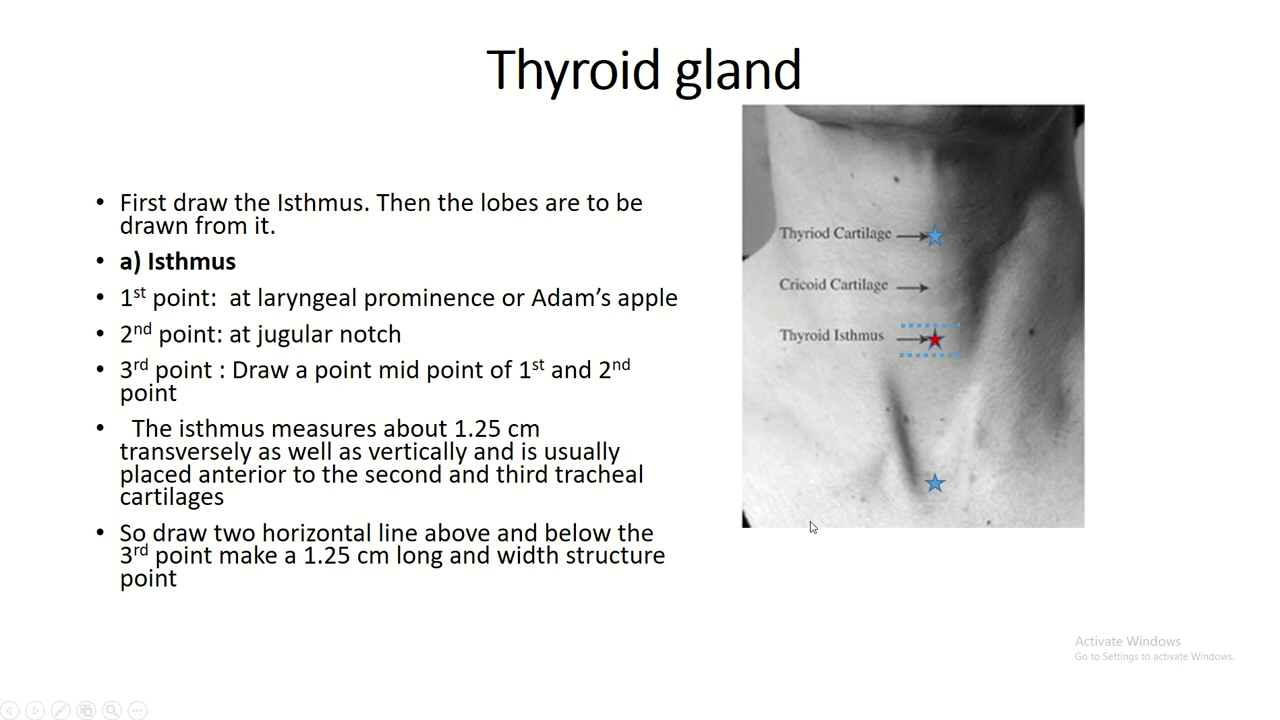 Thyroid gland
• First draw the Isthmus. Then the lobes are to be
drawn from it.
• a) Isthmus
• 1st point:  at laryngeal prominence or Adam’s apple
• 2nd point: at jugular notch
• 3rd point : Draw a point mid point of 1st and 2nd
point
•  The isthmus measures about 1.25 cm
transversely as well as vertically and is usually
placed anterior to the second and third tracheal
cartilages
• So draw two horizontal line above and below the
3rd point make a 1.25 cm long and width structure
point
Thyriod Cartilage
Cricoid Cartilage
Thyroid Isthmus
Activate Windows
Go to Settings to activate Windows.